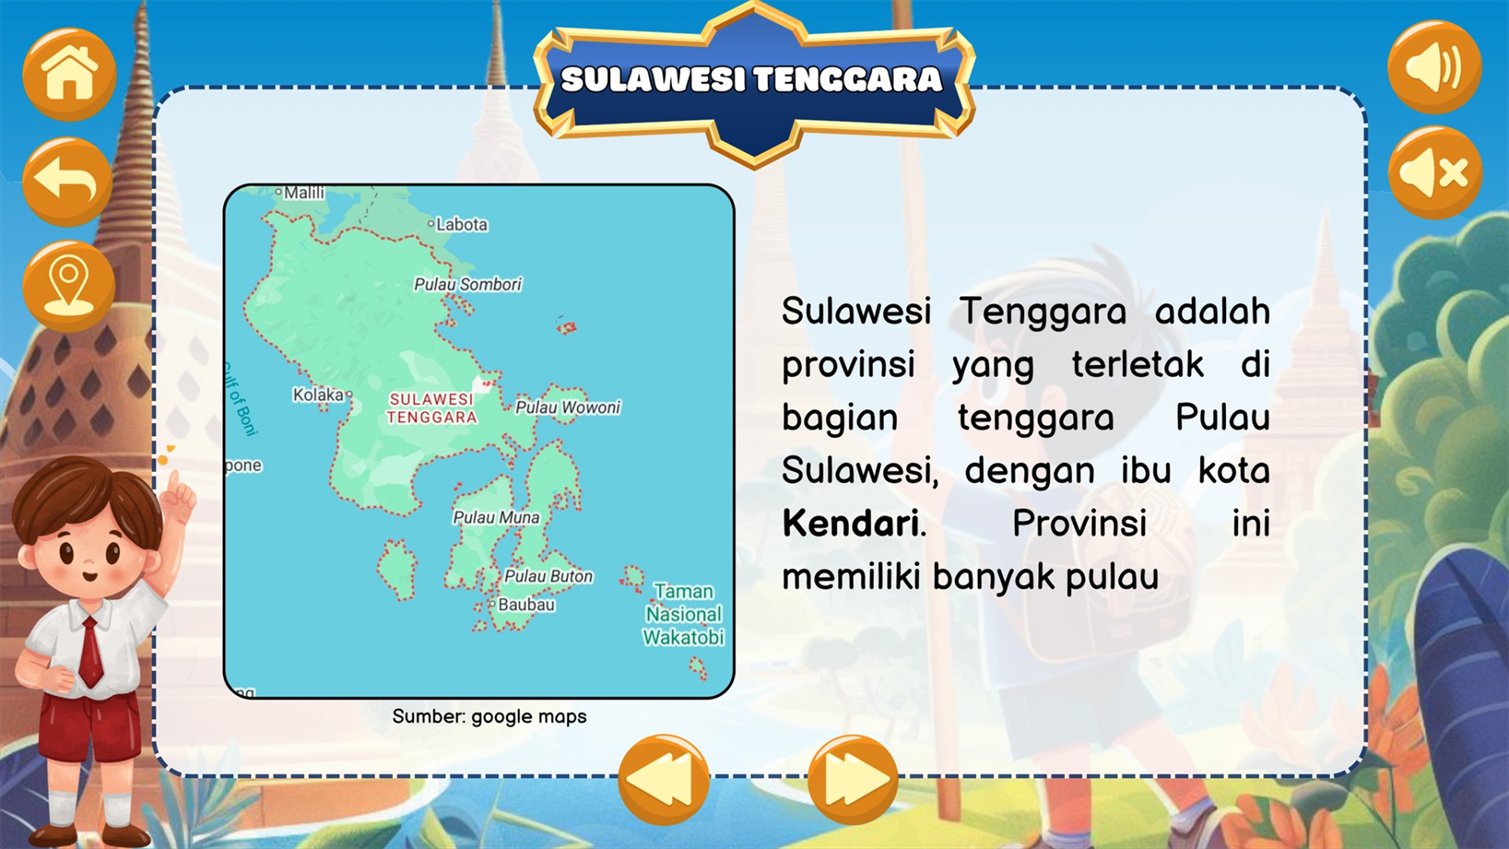 SULAWESI TENGGARA
Malili
Labota
Pulau Sombori
Gulf of Boni
Kolaka
SULAWESI
TENGGARA
Pulau Wowoni
pone
Pulau Muna
Pulau Buton
Baubau
Taman
Nasional
Wakatobi
ng
Sumber: google maps
Sulawesi Tenggara adalah
provinsi yang terletak di
bagian tenggara Pulau
Sulawesi, dengan ibu kota
Kendari. Provinsi ini
memiliki banyak pulau